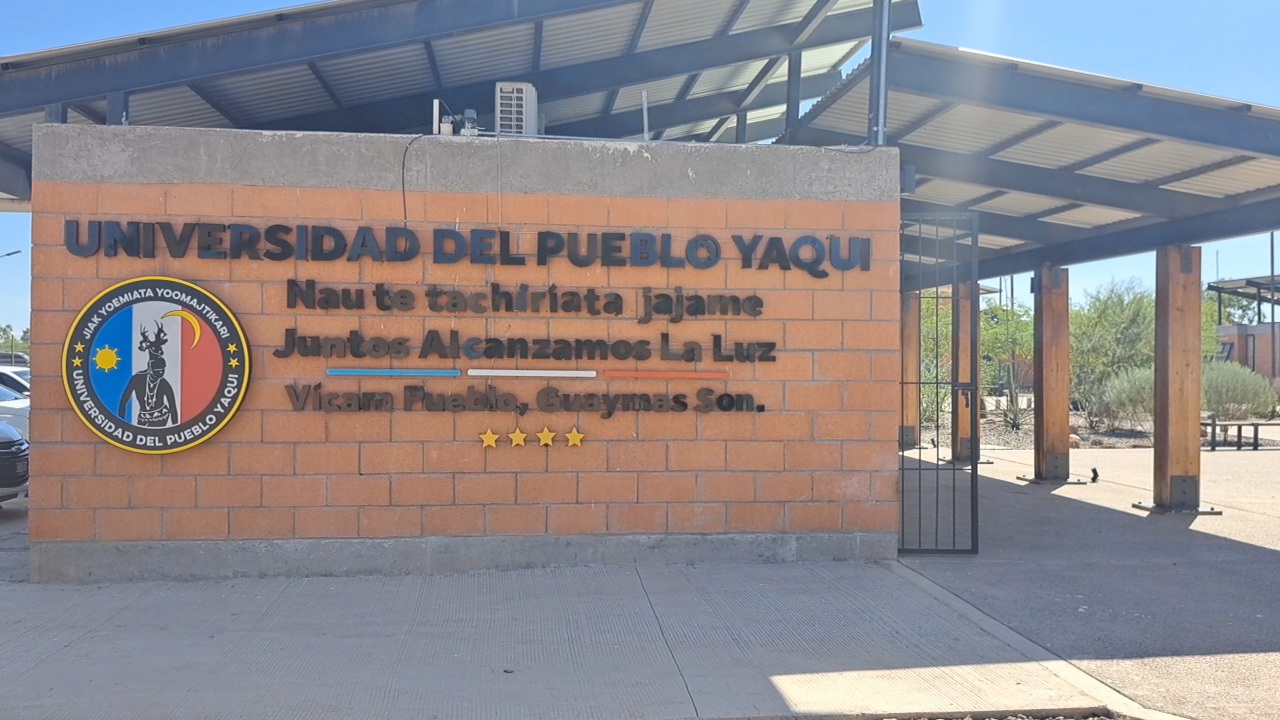 UNIVERSIDAD DEL PUEBLO YAQUI
Nau te tachiriata jajame
Juntos Alcanzamos La Luz
Vícam Pueblo, Guaymas Son.
JIAK YOEMIATA YOOMAJTIKARI
UNIVERSIDAD DEL PUEBLO YAQUI